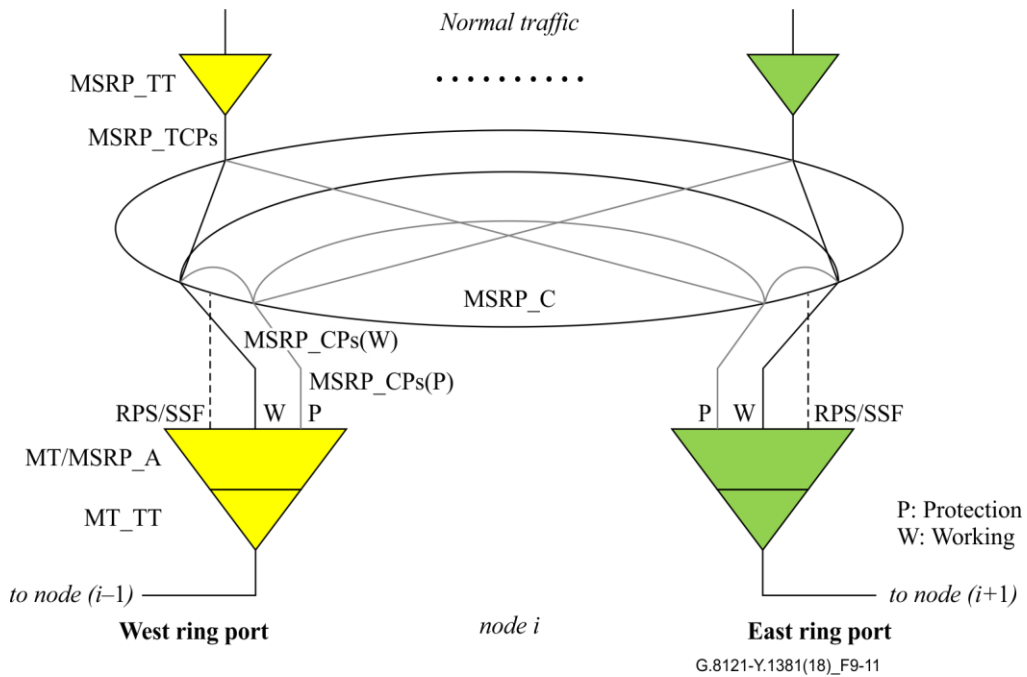 Normal traffic
MSRP_TT
MSRP_TCPs
MSRP_C
MSRP_CPs(W)
MSRP_CPs(P)
RPS/SSF W P
P W RPS/SSF
MT/MSRP_A
MT_TT
P: Protection
W: Working
to node (i–1)
to node (i+1)
West ring port
node i
East ring port
G.8121-Y.1381(18)_F9-11